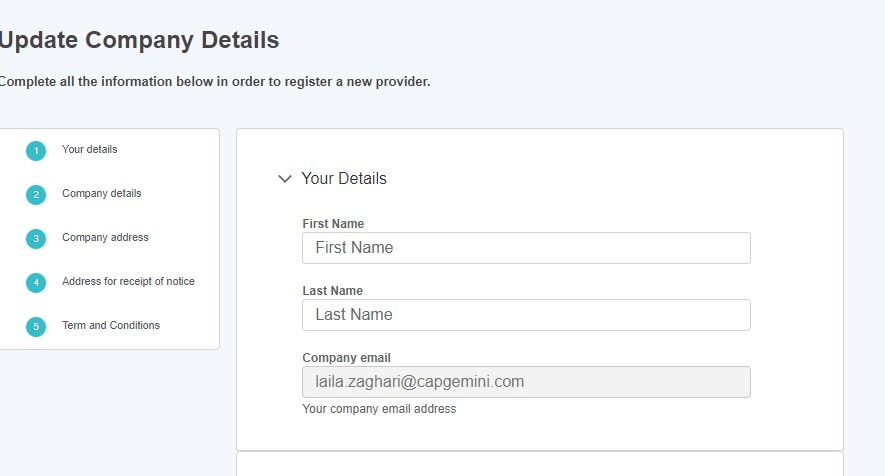 Update Company Details
Complete all the information below in order to register a new provider.
1 Your details
2 Company details
3 Company address
4 Address for receipt of notice
5 Term and Conditions
Your Details
First Name
First Name
Last Name
Last Name
Company email
laila.zaghari@capgemini.com
Your company email address